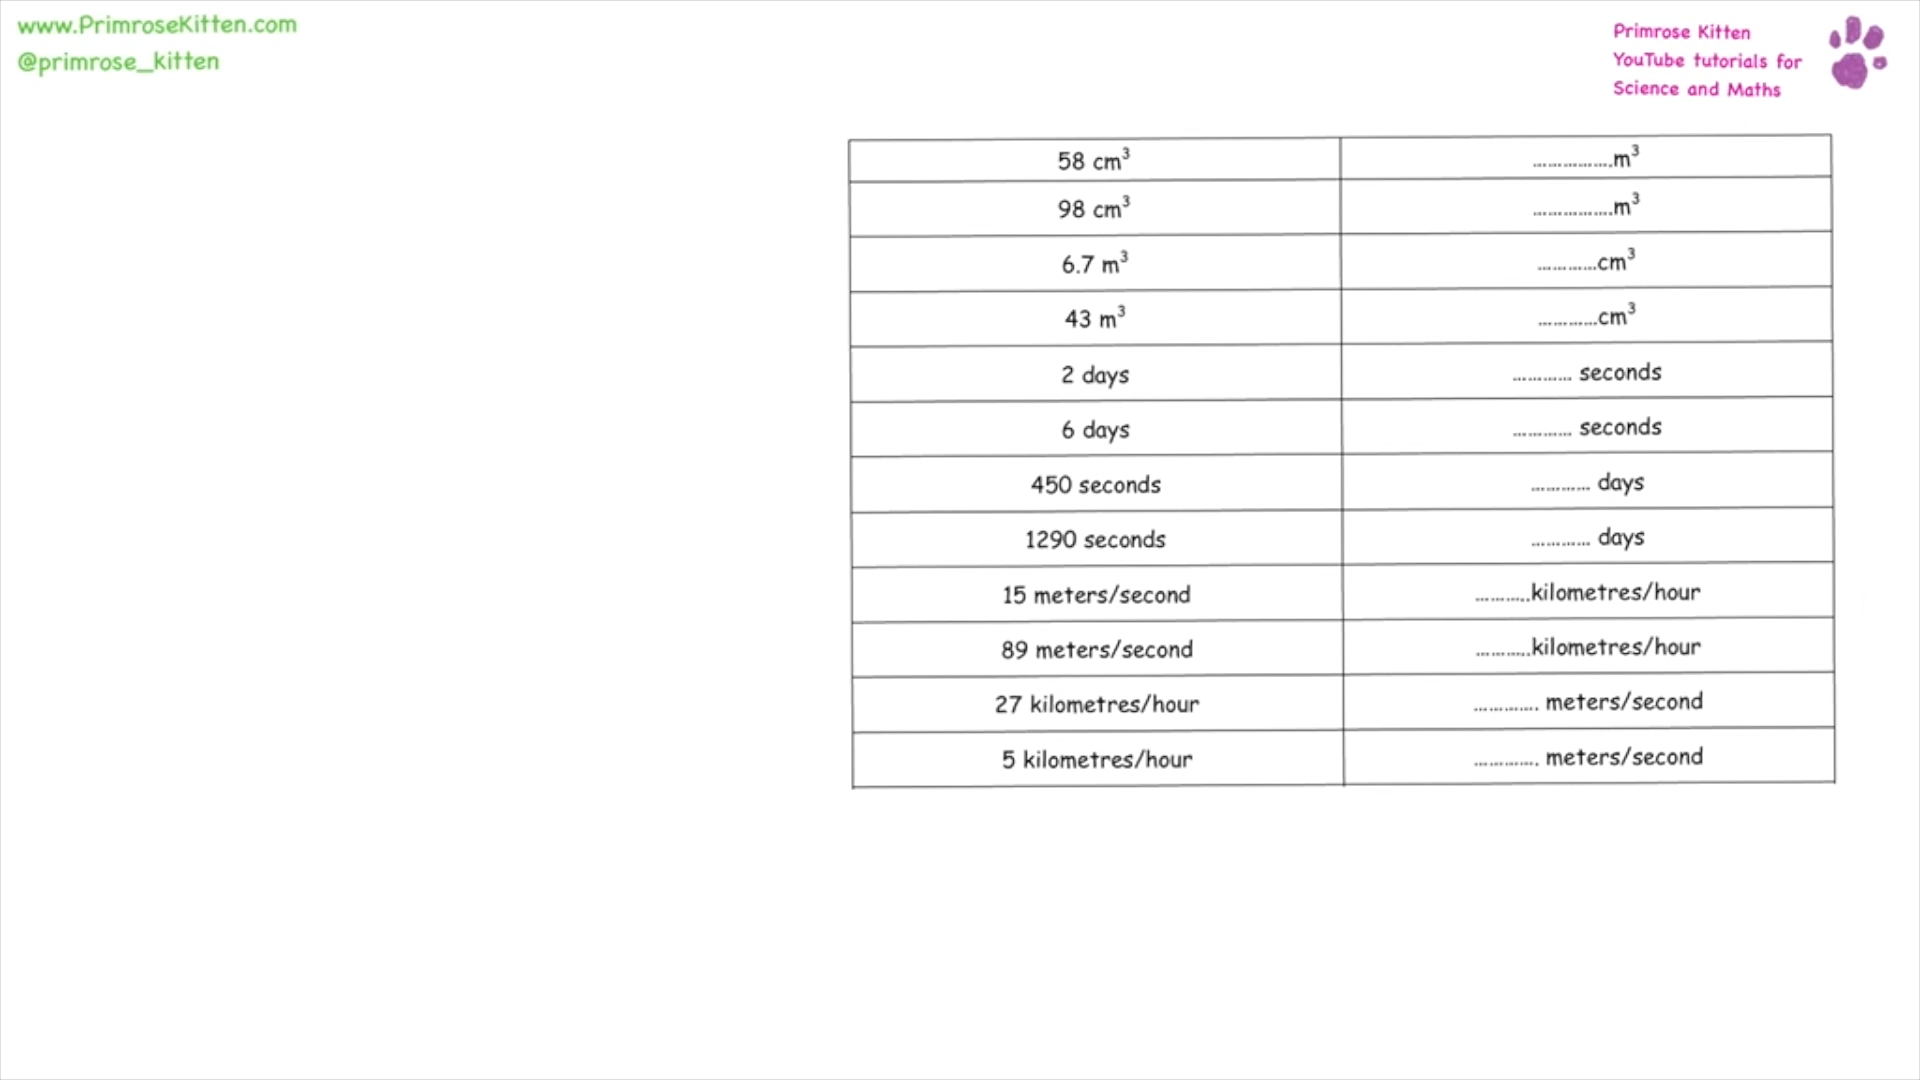 www.PrimroseKitten.com
@primrose_kitten
Primrose Kitten
YouTube tutorials for
Science and Maths
58 cm³ ................m³
98 cm³ ................m³
6.7 m³ ............cm³
43 m³ ............cm³
2 days ............ seconds
6 days ............ seconds
450 seconds ............ days
1290 seconds ............ days
15 meters/second ...........kilometres/hour
89 meters/second ...........kilometres/hour
27 kilometres/hour ............. meters/second
5 kilometres/hour ............. meters/second